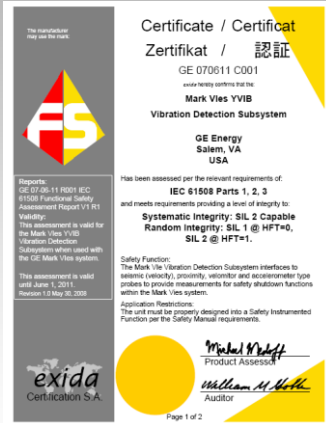 The manufacturer
may use the mark:
FS
Reports:
GE 07-06-11 R001 IEC
61508 Functional Safety
Assessment Report V1 R1
Validity:
This assessment is valid for
the Mark VIes YVIB
Vibration Detection
Subsystem when used with
the GE Mark VIes system.
This assessment is valid
until June 1, 2011.
Revision 1.0 May 30, 2008
exida
Certification S.A.
Certificate / Certificat
Zertifikat / 認証
GE 070611 C001
exida hereby confirms that the:
Mark VIes YVIB
Vibration Detection Subsystem
GE Energy
Salem, VA
USA
Has been assessed per the relevant requirements of:
IEC 61508 Parts 1, 2, 3
and meets requirements providing a level of integrity to:
Systematic Integrity: SIL 2 Capable
Random Integrity: SIL 1 @ HFT=0,
SIL 2 @ HFT=1.
Safety Function:
The Mark VIe Vibration Detection Subsystem interfaces to
seismic (velocity), proximity, velomitor and accelerometer type
probes to provide measurements for safety shutdown functions
within the Mark Vies system.
Application Restrictions:
The unit must be properly designed into a Safety Instrumented
Function per the Safety Manual requirements.
Product Assessor
Auditor
Page 1 of 2